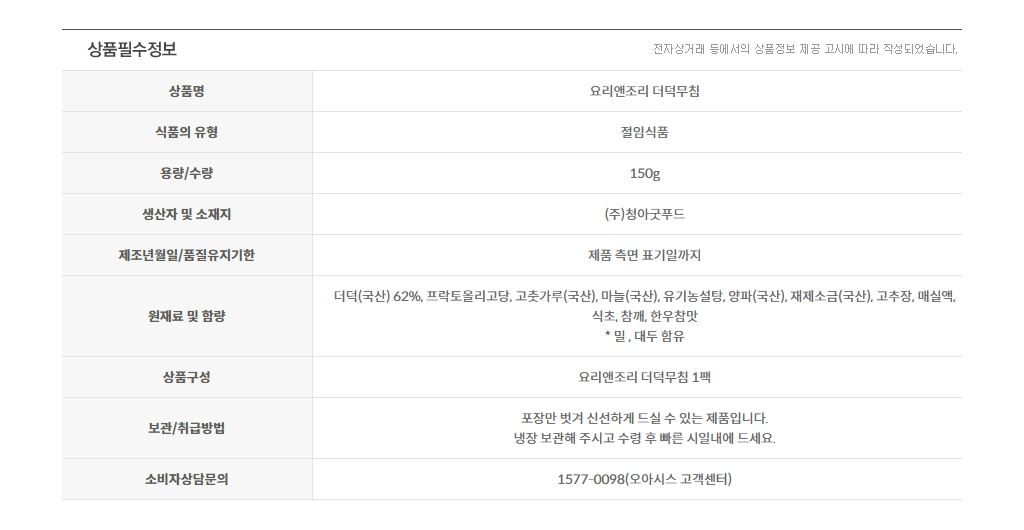 상품필수정보
전자상거래 등에서의 상품정보 제공 고시에 따라 작성되었습니다.
상품명
요리앤조리 더덕무침
식품의 유형
절임식품
용량/수량
150g
생산자 및 소재지
(주)청아굿푸드
제조년월일/품질유지기한
제품 측면 표기일까지
원재료 및 함량
더덕(국산) 62%, 프락토올리고당, 고춧가루(국산), 마늘(국산), 유기농설탕, 양파(국산), 재제소금(국산), 고추장, 매실액,
식초, 참깨, 한우참맛
* 밀 , 대두 함유
상품구성
요리앤조리 더덕무침 1팩
보관/취급방법
포장만 벗겨 신선하게 드실 수 있는 제품입니다.
냉장 보관해 주시고 수령 후 빠른 시일내에 드세요.
소비자상담문의
1577-0098(오아시스 고객센터)